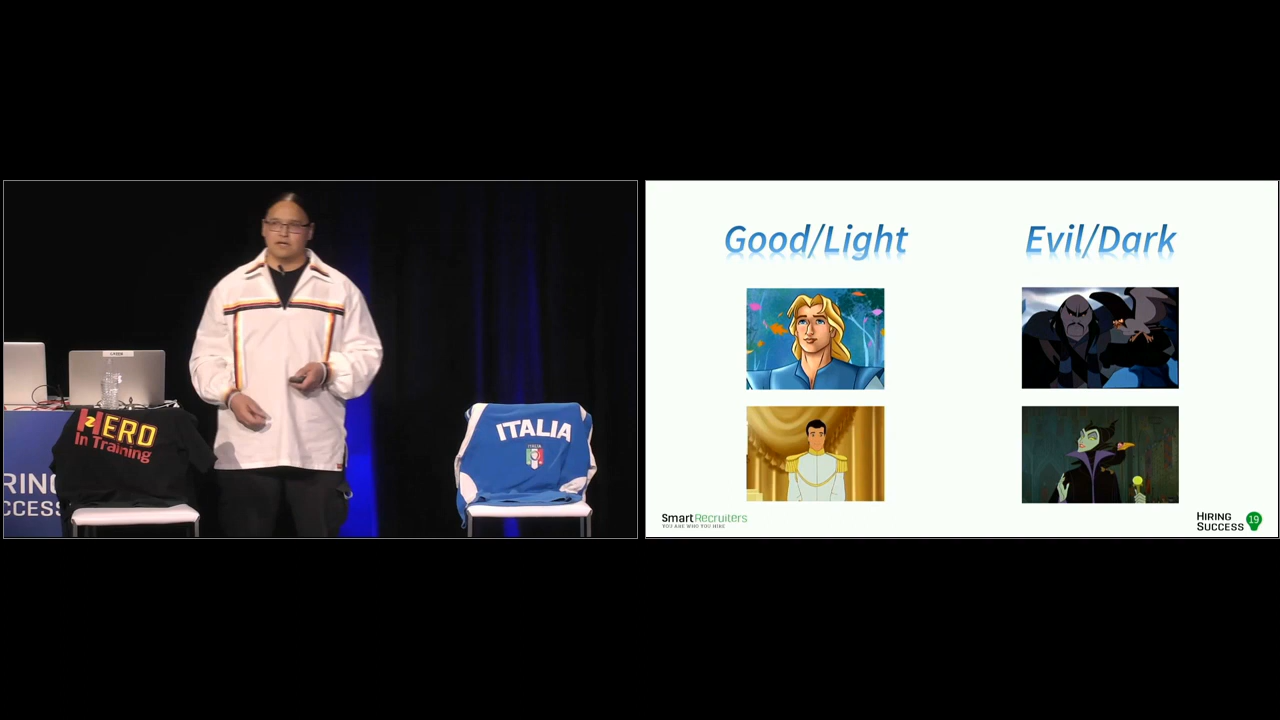 HERO
In Training
RING
CCESS
ITALIA
ITALIA
Good/Light
Evil/Dark
SmartRecruiters
YOU ARE WHO YOU HIRE
HIRING
SUCCESS
19